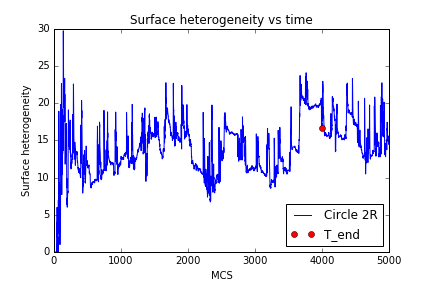 Surface heterogeneity vs time
30
25
20
15
10
5
0
Surface heterogeneity
0 1000 2000 3000 4000 5000
MCS
Circle 2R
T_end